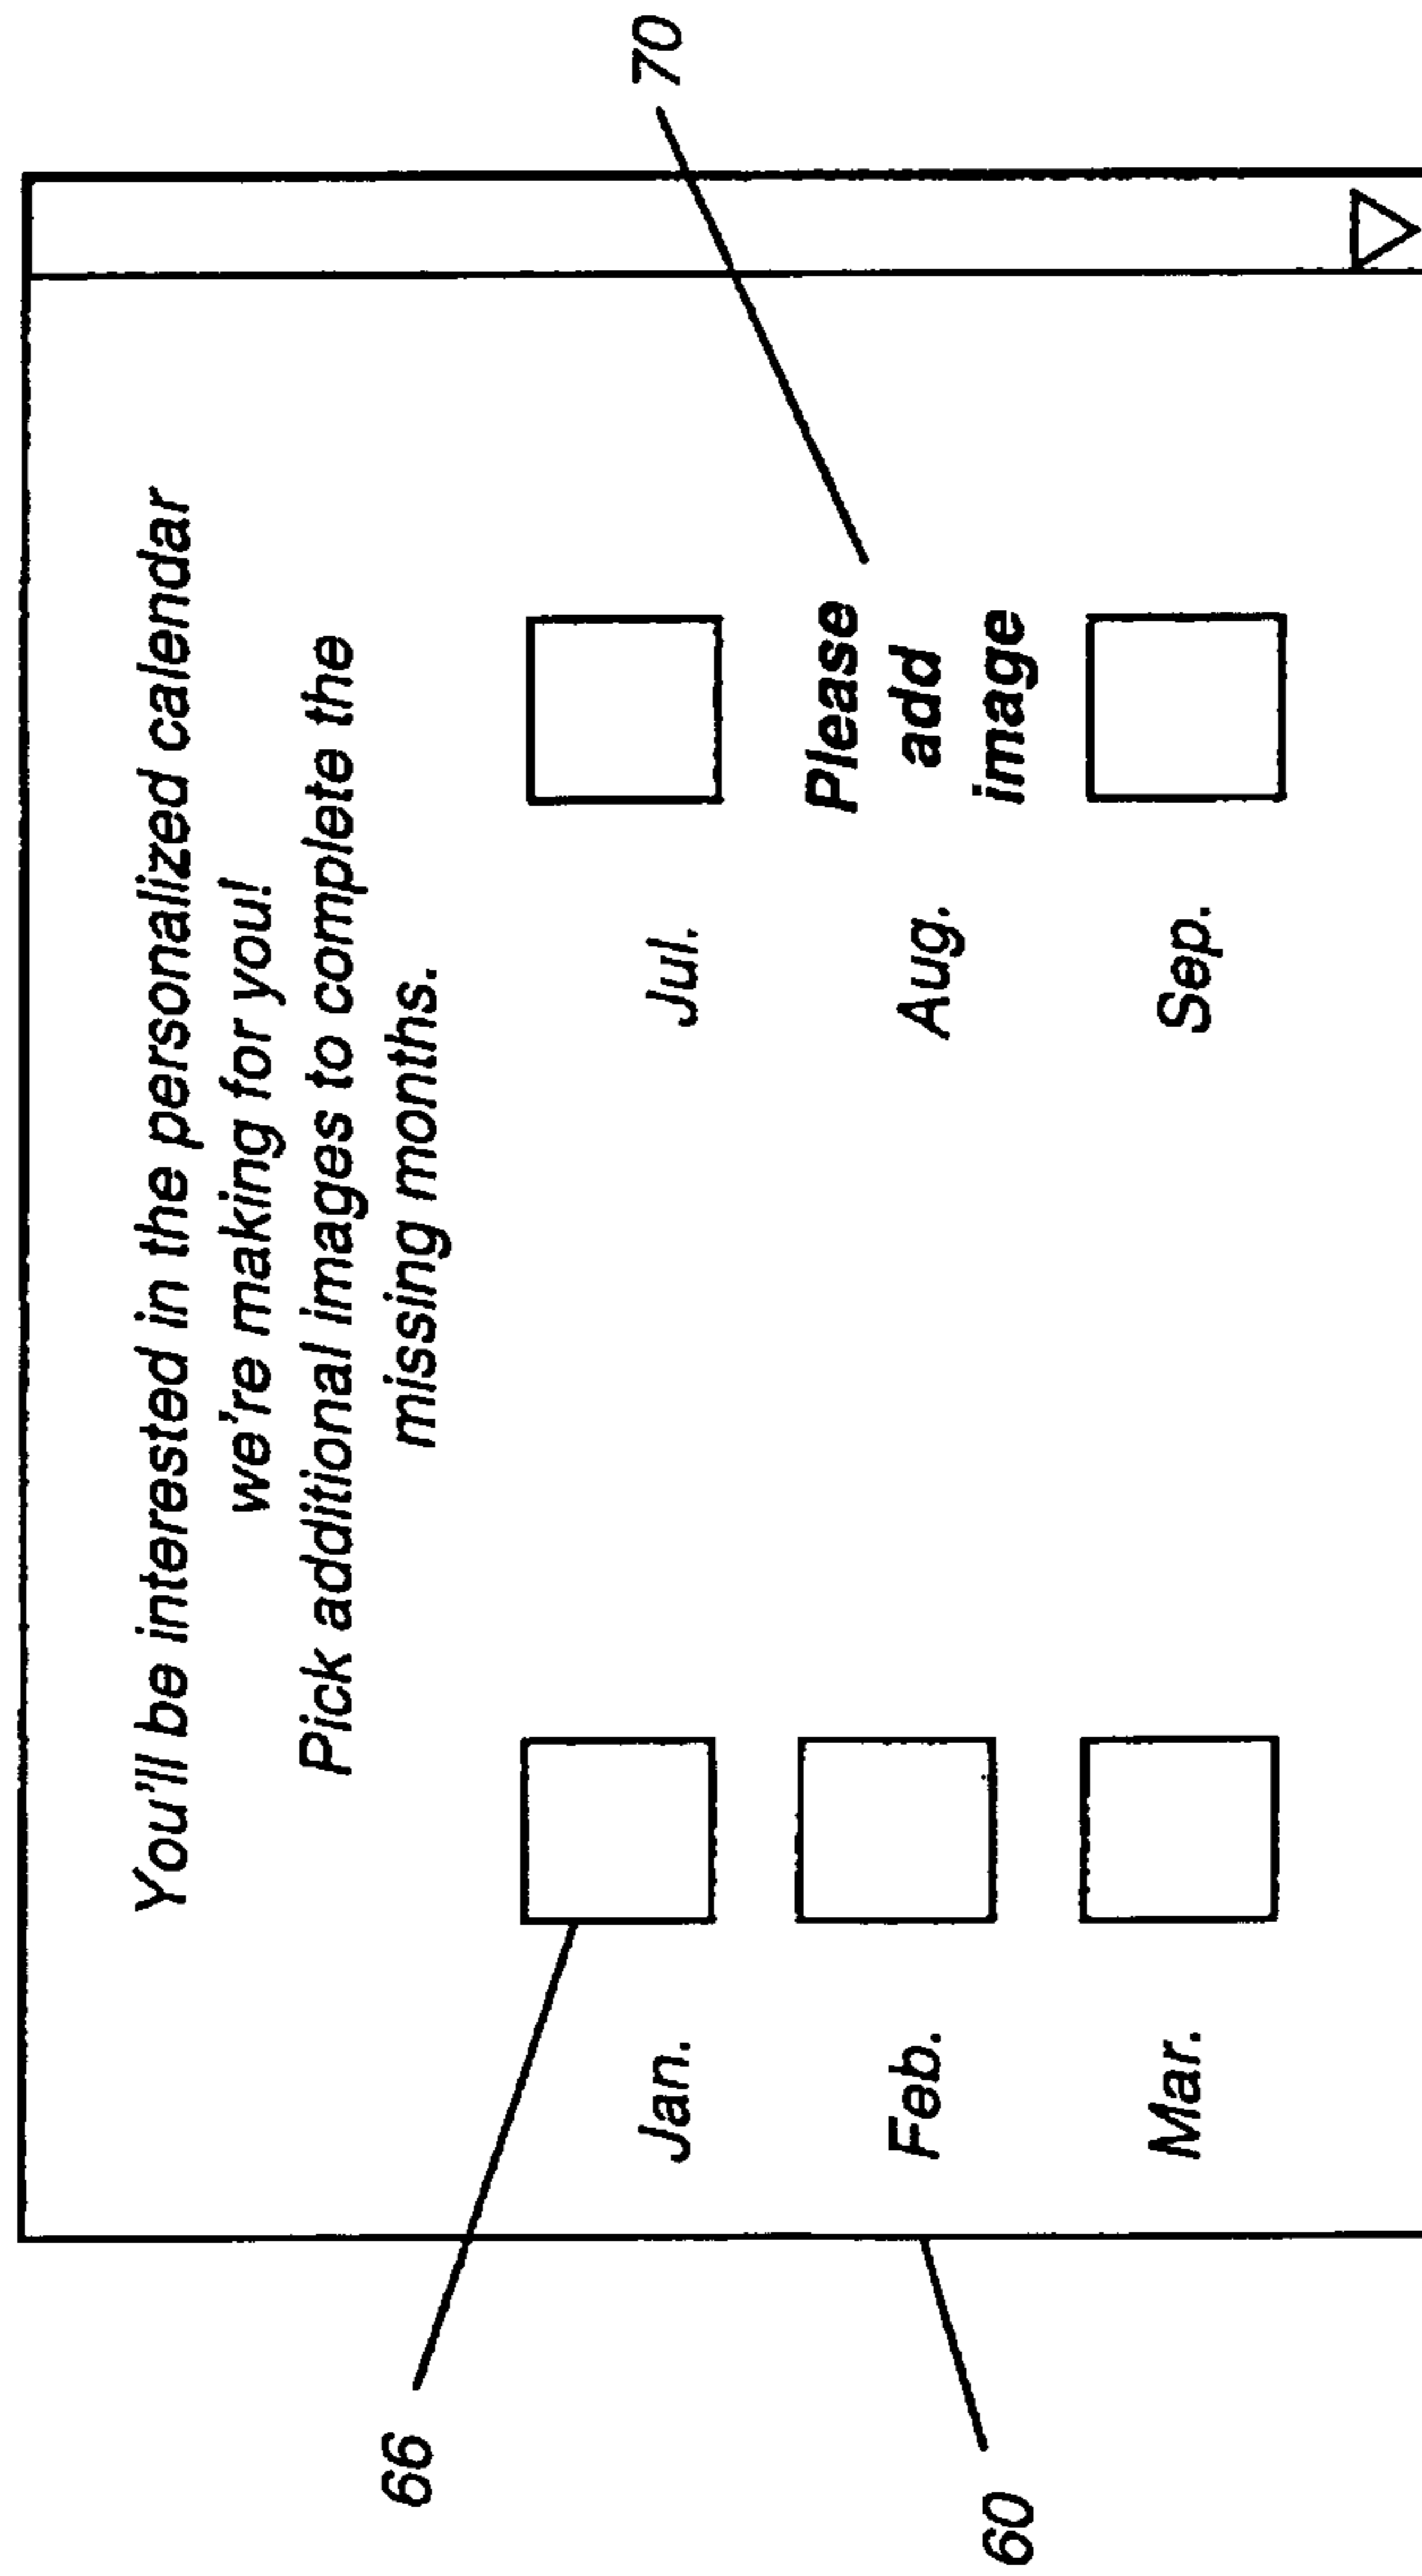 You'll be interested in the personalized calendar
we're making for you!
Pick additional images to complete the
missing months.
66
Jan.
Feb.
Mar.
60
Jul.
Aug.
Sep.
Please
add
image
70